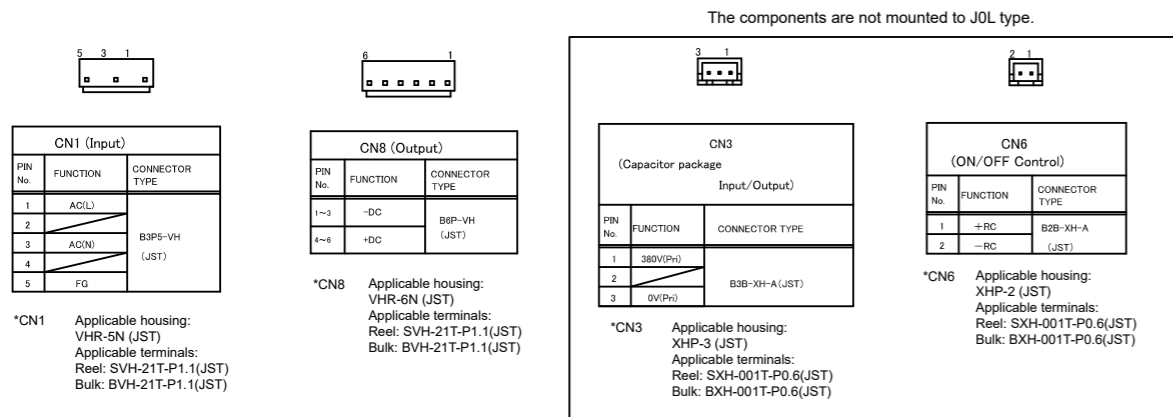 The components are not mounted to J0L type.
5 3 1
CN1 (Input)
PIN No. FUNCTION CONNECTOR TYPE
1 AC(L)
2
3 AC(N)
4
5 FG
B3P5-VH
(JST)
*CN1 Applicable housing:
VHR-5N (JST)
Applicable terminals:
Reel: SVH-21T-P1.1(JST)
Bulk: BVH-21T-P1.1(JST)
6 1
CN8 (Output)
PIN No. FUNCTION CONNECTOR TYPE
1~3 -DC
4~6 +DC
B6P-VH
(JST)
*CN8 Applicable housing:
VHR-6N (JST)
Applicable terminals:
Reel: SVH-21T-P1.1(JST)
Bulk: BVH-21T-P1.1(JST)
3 1
CN3
(Capacitor package
Input/Output)
PIN No. FUNCTION CONNECTOR TYPE
1 380V(Pri)
2
3 0V(Pri)
B3B-XH-A(JST)
*CN3 Applicable housing:
XHP-3 (JST)
Applicable terminals:
Reel: SXH-001T-P0.6(JST)
Bulk: BXH-001T-P0.6(JST)
2 1
CN6
(ON/OFF Control)
PIN No. FUNCTION CONNECTOR TYPE
1 +RC
2 -RC
B2B-XH-A
(JST)
*CN6 Applicable housing:
XHP-2 (JST)
Applicable terminals:
Reel: SXH-001T-P0.6(JST)
Bulk: BXH-001T-P0.6(JST)